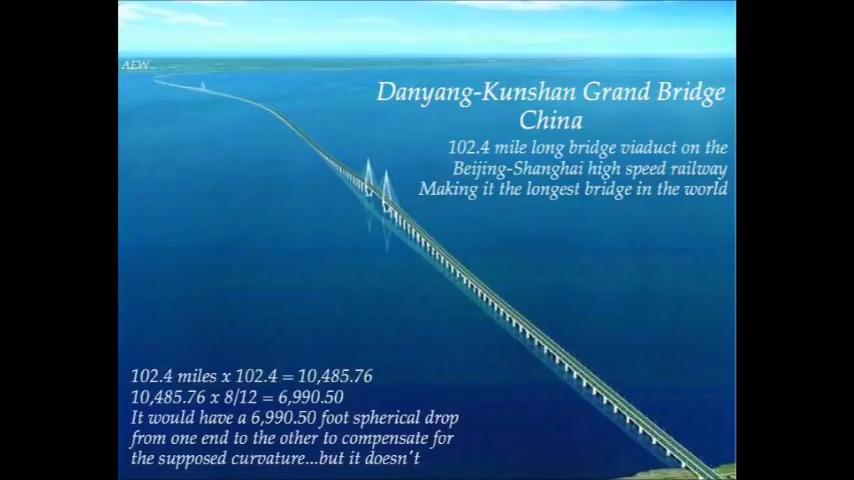 AEW
Danyang-Kunshan Grand Bridge
China
102.4 mile long bridge viaduct on the
Beijing-Shanghai high speed railway
Making it the longest bridge in the world
102.4 miles x 102.4 = 10,485.76
10,485.76 x 8/12 = 6,990.50
It would have a 6,990.50 foot spherical drop
from one end to the other to compensate for
the supposed curvature...but it doesn't